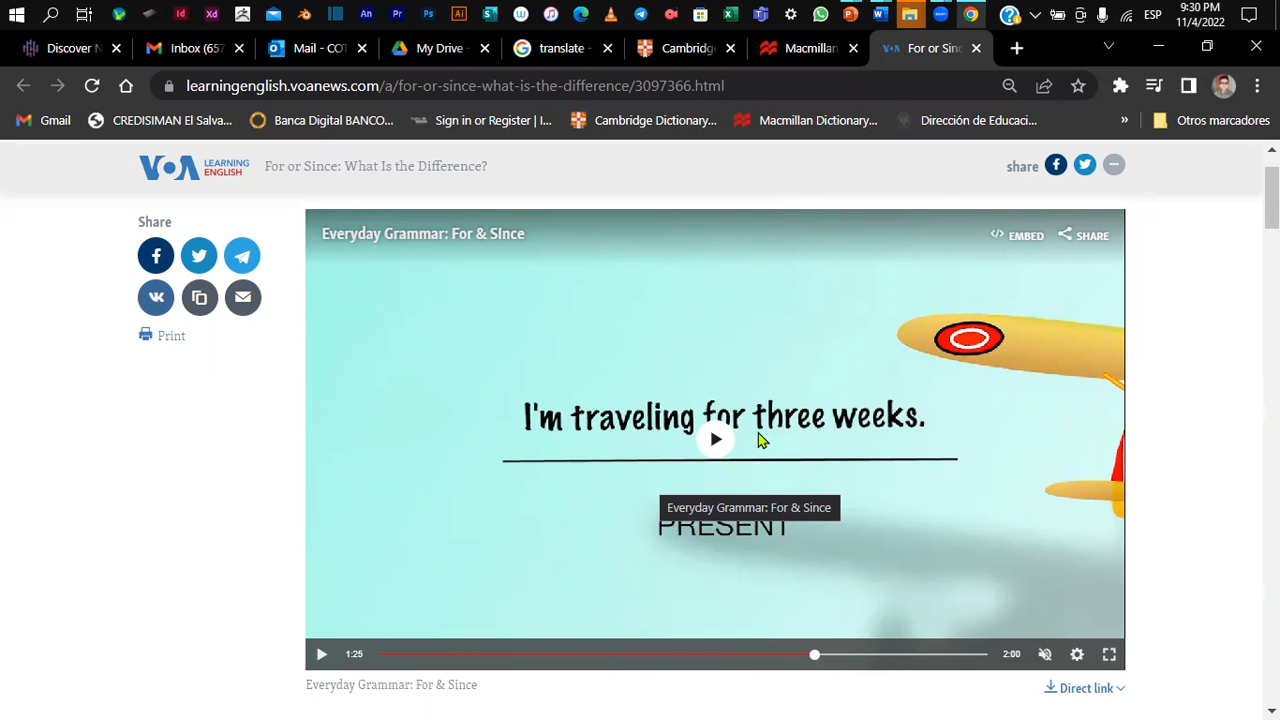 9:30 PM
ESP
11/4/2022
Discover N
Inbox (657
Mail - COT
My Drive -
translate -
Cambridg
Macmillan
For or Sinc
learningenglish.voanews.com/a/for-or-since-what-is-the-difference/3097366.html
Gmail
CREDISIMAN El Salva...
Banca Digital BANCO...
Sign in or Register | I...
Cambridge Dictionary...
Macmillan Dictionary...
Dirección de Educaci...
»
Otros marcadores
VOA LEARNING ENGLISH
For or Since: What Is the Difference?
share
Share
Print
Everyday Grammar: For & Since
EMBED
SHARE
I'm traveling for three weeks.
Everyday Grammar: For & Since
PRESENT
1:25
2:00
Everyday Grammar: For & Since
Direct link